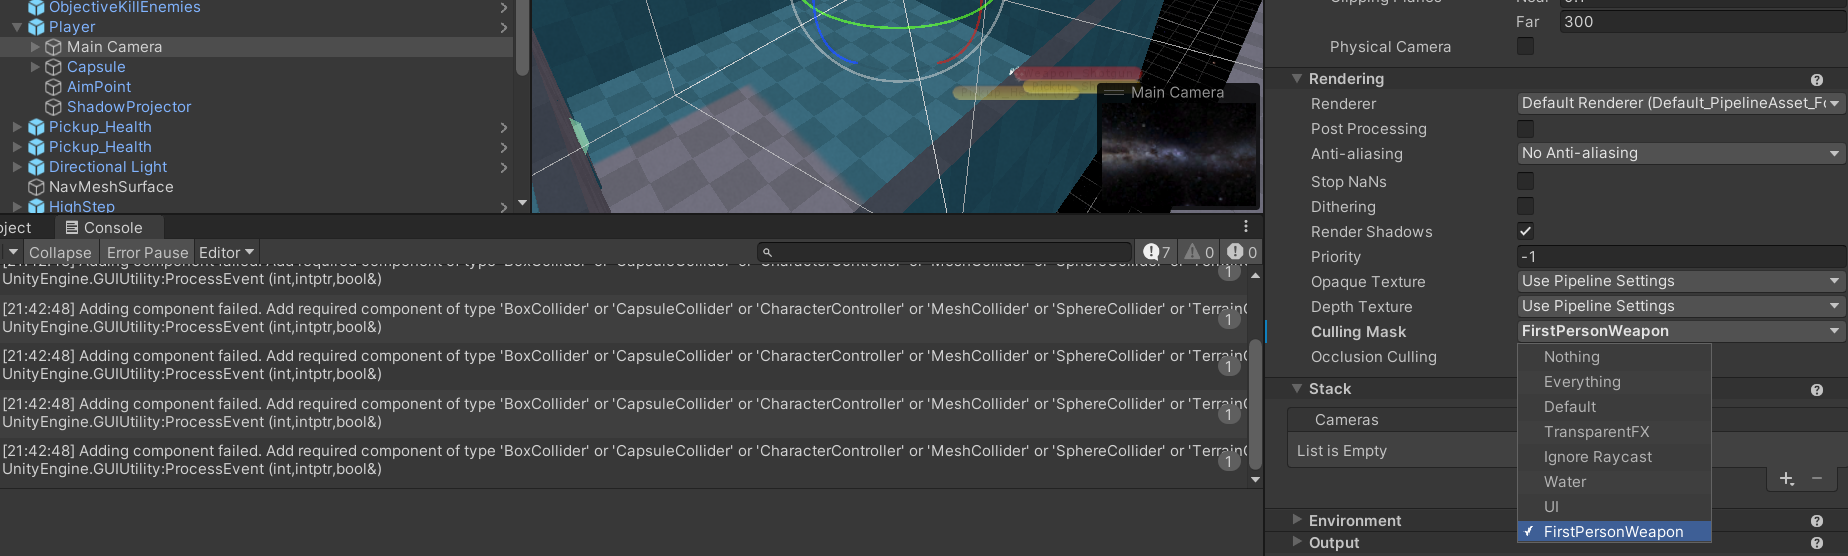 ObjectiveKillEnemies
Player
Main Camera
Capsule
AimPoint
ShadowProjector
Pickup_Health
Pickup_Health
Directional Light
NavMeshSurface
HighStep
Main Camera
oject
Console
Collapse
Error Pause
Editor
7
0
0
UnityEngine.GUIUtility:ProcessEvent (int,intptr,bool&)
1
[21:42:48] Adding component failed. Add required component of type 'BoxCollider' or 'CapsuleCollider' or 'CharacterController' or 'MeshCollider' or 'SphereCollider' or 'TerrainC
UnityEngine.GUIUtility:ProcessEvent (int,intptr,bool&)
1
[21:42:48] Adding component failed. Add required component of type 'BoxCollider' or 'CapsuleCollider' or 'CharacterController' or 'MeshCollider' or 'SphereCollider' or 'TerrainC
UnityEngine.GUIUtility:ProcessEvent (int,intptr,bool&)
1
[21:42:48] Adding component failed. Add required component of type 'BoxCollider' or 'CapsuleCollider' or 'CharacterController' or 'MeshCollider' or 'SphereCollider' or 'TerrainC
UnityEngine.GUIUtility:ProcessEvent (int,intptr,bool&)
1
[21:42:48] Adding component failed. Add required component of type 'BoxCollider' or 'CapsuleCollider' or 'CharacterController' or 'MeshCollider' or 'SphereCollider' or 'TerrainC
UnityEngine.GUIUtility:ProcessEvent (int,intptr,bool&)
1
Far 300
Physical Camera
Rendering
Renderer Default Renderer (Default_PipelineAsset_Fo
Post Processing
Anti-aliasing No Anti-aliasing
Stop NaNs
Dithering
Render Shadows
Priority -1
Opaque Texture Use Pipeline Settings
Depth Texture Use Pipeline Settings
Culling Mask FirstPersonWeapon
Occlusion Culling
Nothing
Everything
Default
TransparentFX
Ignore Raycast
Water
UI
FirstPersonWeapon
Stack
Cameras
List is Empty
Environment
Output